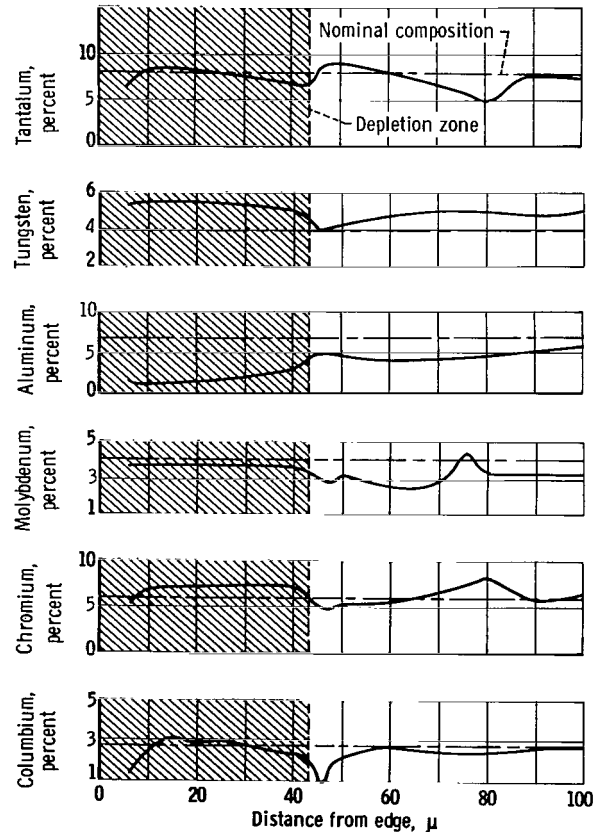 Nominal composition
Tantalum,
percent
10
5
0
Depletion zone
Tungsten,
percent
6
4
2
Aluminum,
percent
10
5
0
Molybdenum,
percent
5
3
1
Chromium,
percent
10
5
0
Columbium,
percent
5
3
1
0 20 40 60 80 100
Distance from edge, μ